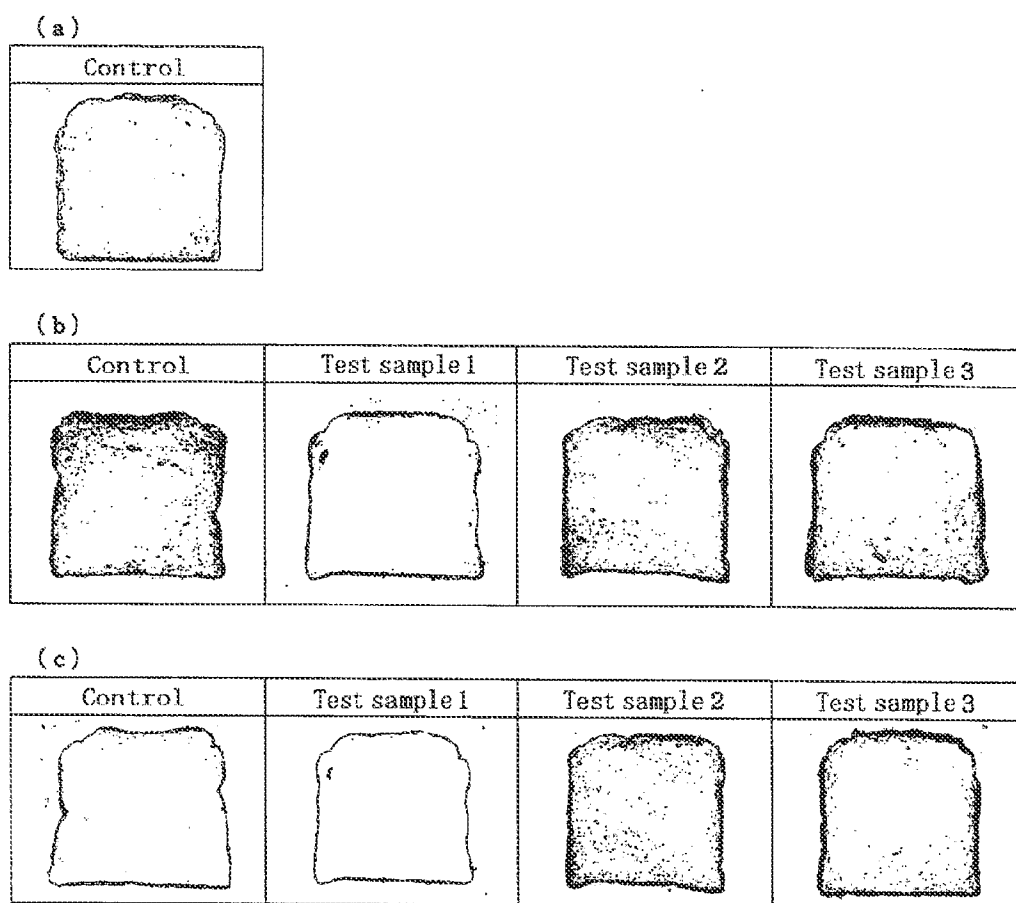 (a)
Control
(b)
Control Test sample 1 Test sample 2 Test sample 3
(c)
Control Test sample 1 Test sample 2 Test sample 3